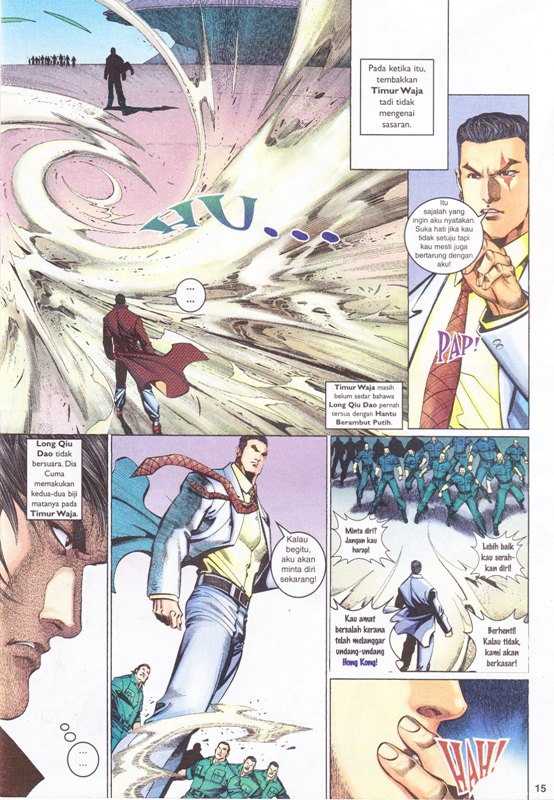 Pada ketika itu,
tembakkan
Timur Waja
tadi tidak
mengenai
sasaran.
Itu
sajalah yang
ingin aku nyatakan.
Suka hati jika kau
tidak setuju tapi
kau mesti juga
bertarung dengan
aku!
HU...
...
...
PAP!
Timur Waja masih
belum sedar bahawa
Long Qiu Dao pernah
tersua dengan Hantu
Berambut Putih.
Long Qiu
Dao tidak
bersuara. Dia
Cuma
memakukan
kedua-dua biji
matanya pada
Timur Waja.
...
...
Kalau
begitu,
aku akan
minta diri
sekarang!
Minta diri?
Jangan kau
harap!
Lebih baik
kau serah-
kan diri!
Kau amat
bersalah kerana
telah melanggar
undang-undang
Hong Kong!
Berhenti!
Kalau tidak,
kami akan
berkasar!
HAH!
15